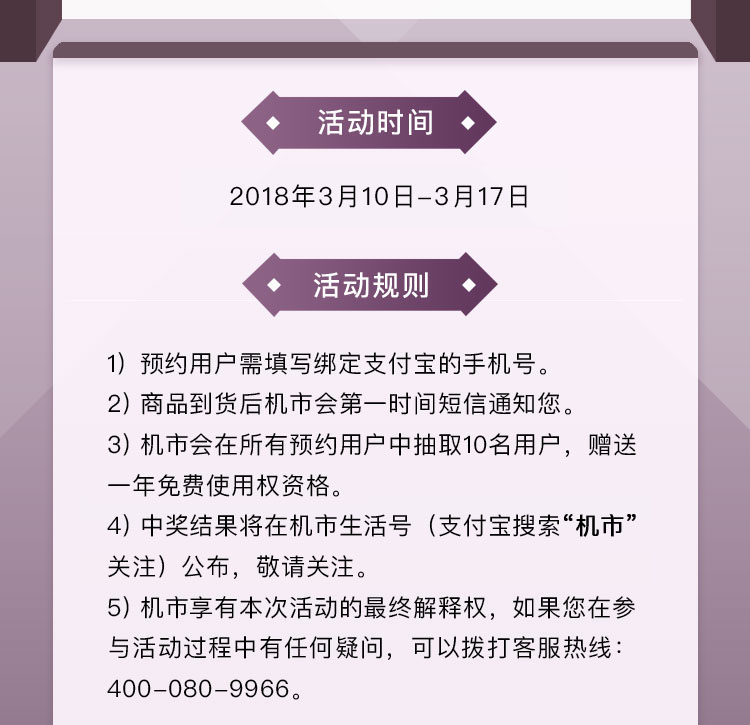 活动时间
2018年3月10日-3月17日
活动规则
1）预约用户需填写绑定支付宝的手机号。
2）商品到货后机市会第一时间短信通知您。
3）机市会在所有预约用户中抽取10名用户，赠送
一年免费使用权资格。
4）中奖结果将在机市生活号（支付宝搜索“机市”
关注）公布，敬请关注。
5）机市享有本次活动的最终解释权，如果您在参
与活动过程中有任何疑问，可以拨打客服热线：
400-080-9966。